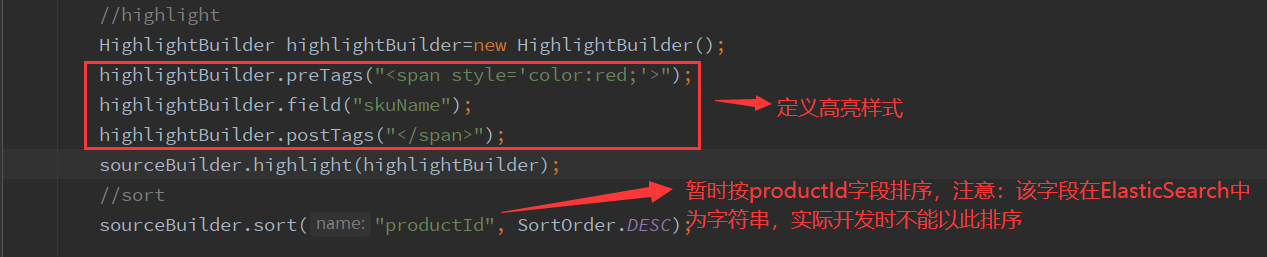 //highlight
HighlightBuilder highlightBuilder=new HighlightBuilder();
highlightBuilder.preTags("<span style='color:red;'>");
highlightBuilder.field("skuName");
定义高亮样式
highlightBuilder.postTags("</span>");
sourceBuilder.highlight(highlightBuilder);
//sort
暂时按productId字段排序，注意：该字段在ElasticSearch中
为字符串，实际开发时不能以此排序
sourceBuilder.sort( name: "productId", SortOrder.DESC);